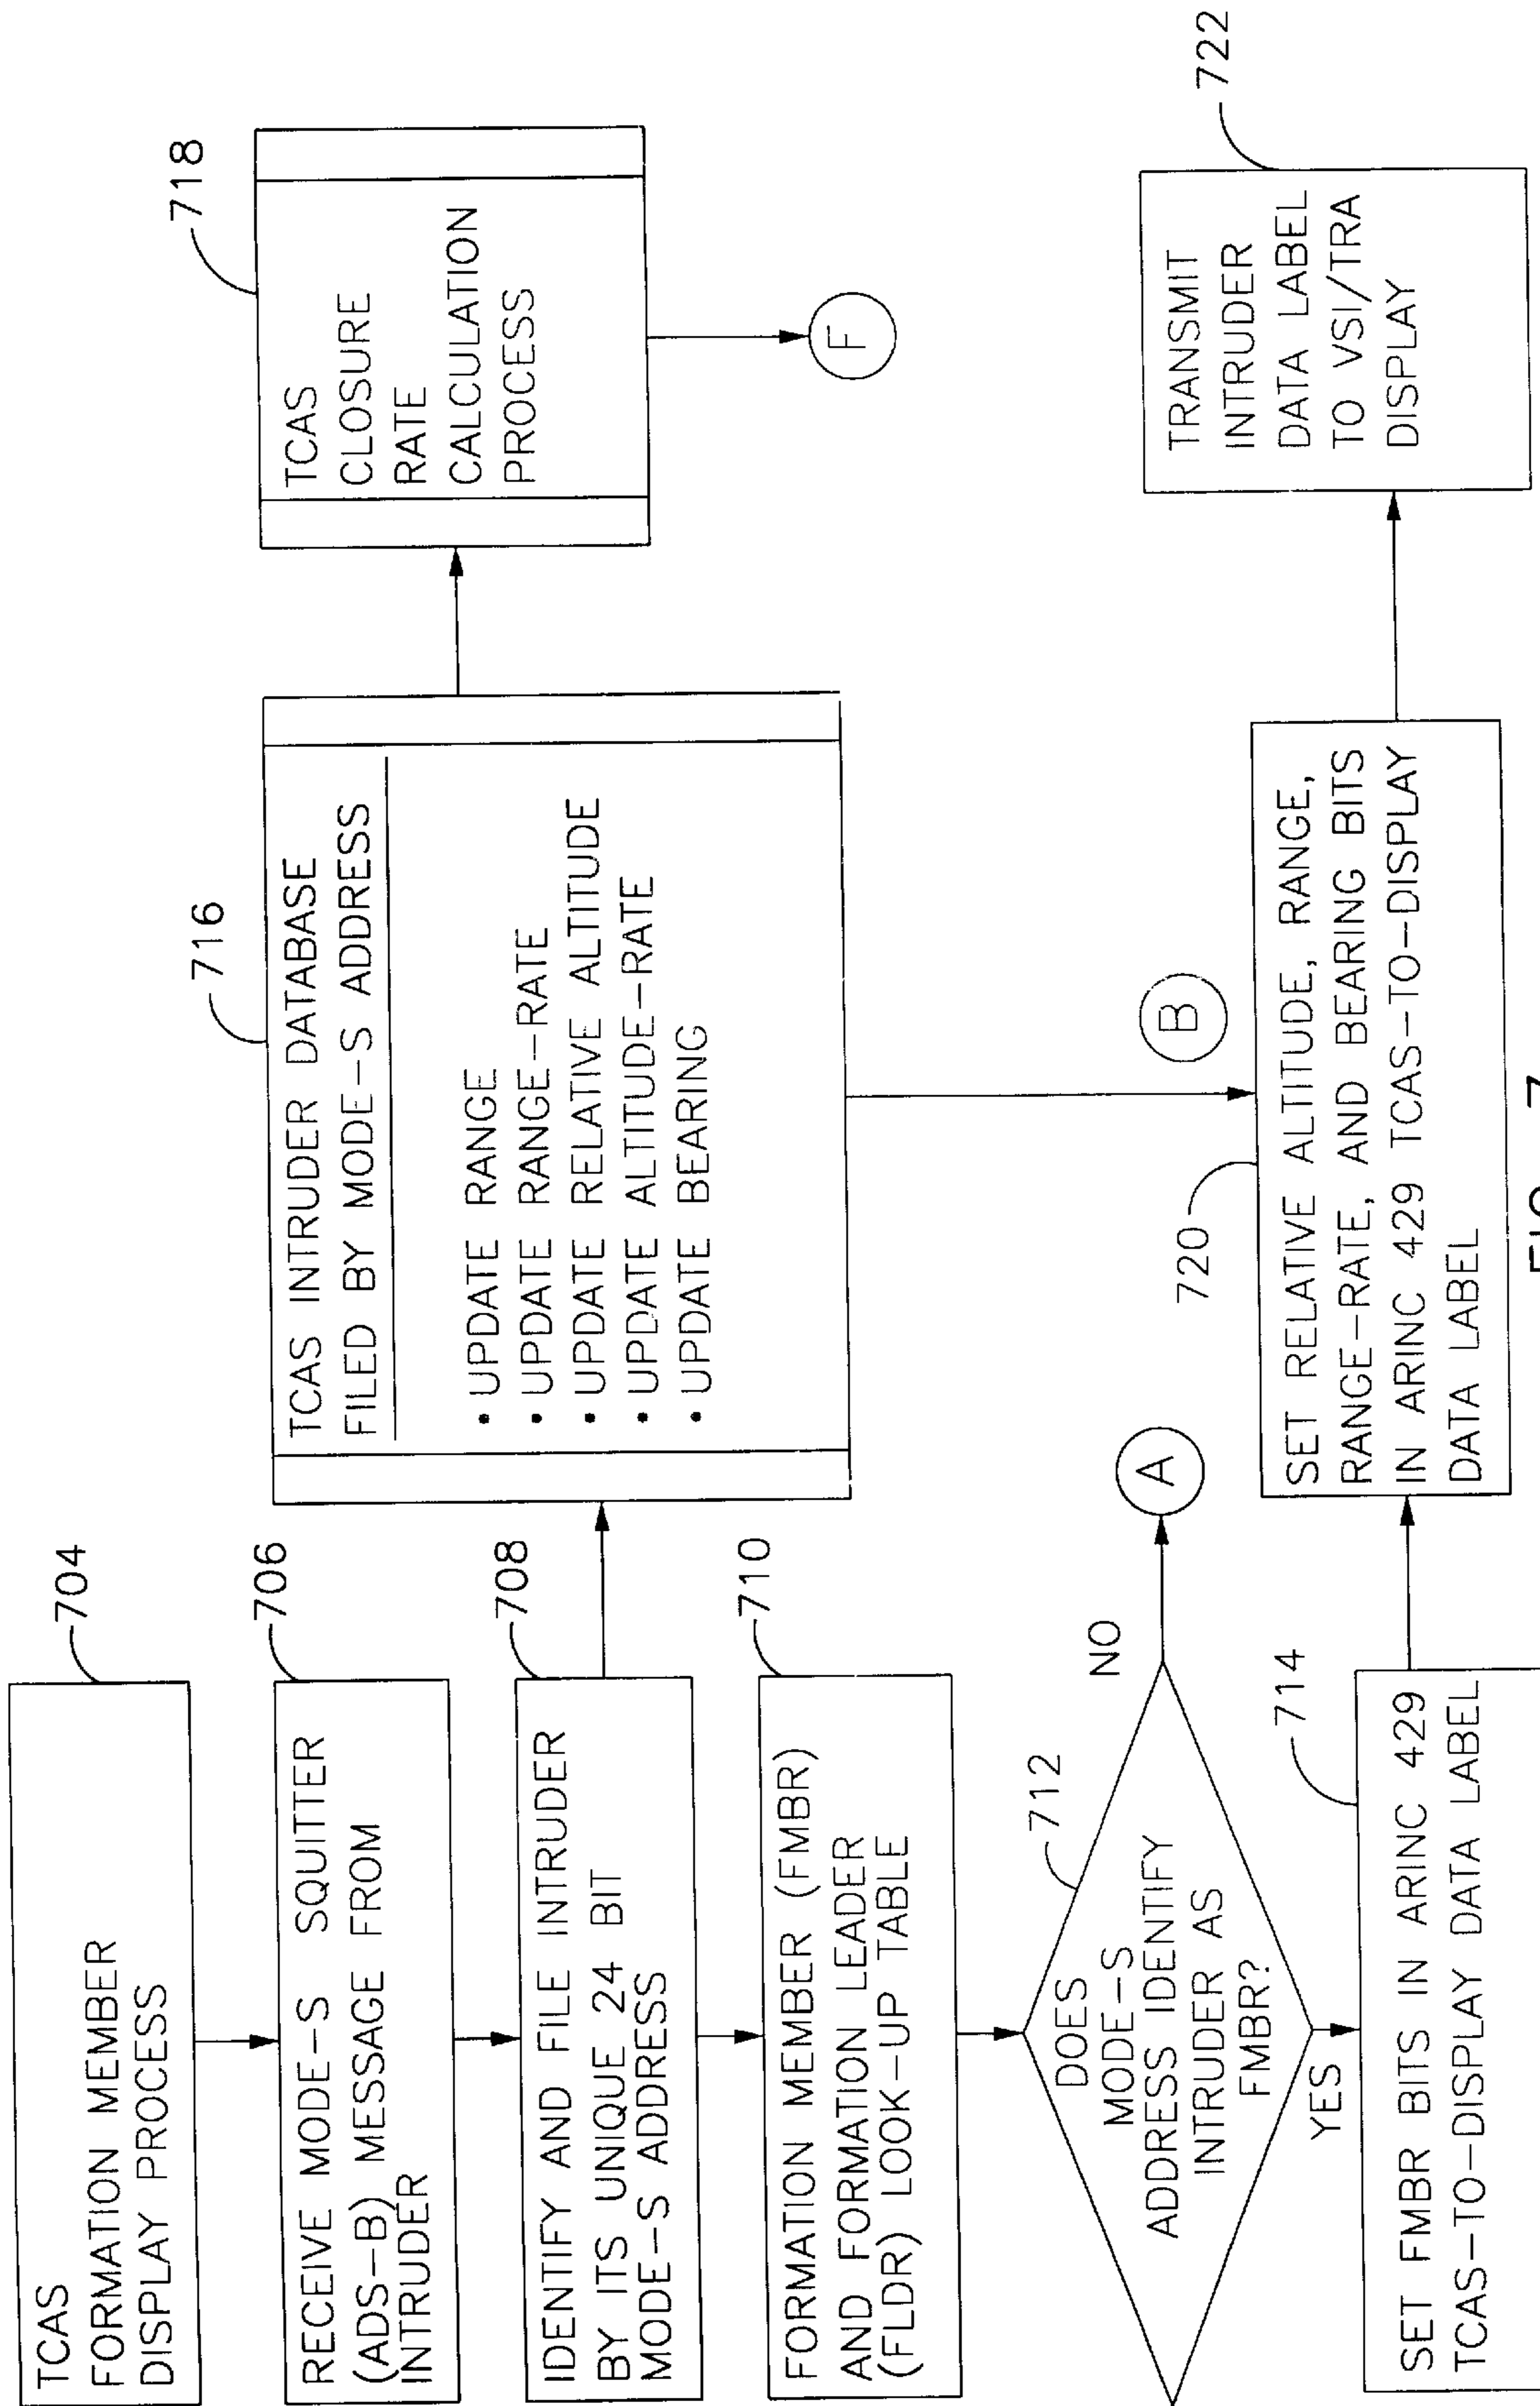 TCAS
FORMATION MEMBER
DISPLAY PROCESS
704
RECEIVE MODE-S SQUITTER
(ADS-B) MESSAGE FROM
INTRUDER
706
IDENTIFY AND FILE INTRUDER
BY ITS UNIQUE 24 BIT
MODE-S ADDRESS
708
FORMATION MEMBER (FMBR)
AND FORMATION LEADER
(FLDR) LOOK-UP TABLE
710
DOES
MODE-S
ADDRESS IDENTIFY
INTRUDER AS
FMBR?
712
NO
A
YES
SET FMBR BITS IN ARINC 429
TCAS-TO-DISPLAY DATA LABEL
714
TCAS INTRUDER DATABASE
FILED BY MODE-S ADDRESS
• UPDATE RANGE
• UPDATE RANGE-RATE
• UPDATE RELATIVE ALTITUDE
• UPDATE ALTITUDE-RATE
• UPDATE BEARING
716
B
SET RELATIVE ALTITUDE, RANGE,
RANGE-RATE, AND BEARING BITS
IN ARINC 429 TCAS-TO-DISPLAY
DATA LABEL
720
TCAS
CLOSURE
RATE
CALCULATION
PROCESS
718
F
TRANSMIT
INTRUDER
DATA LABEL
TO VSI/TRA
DISPLAY
722